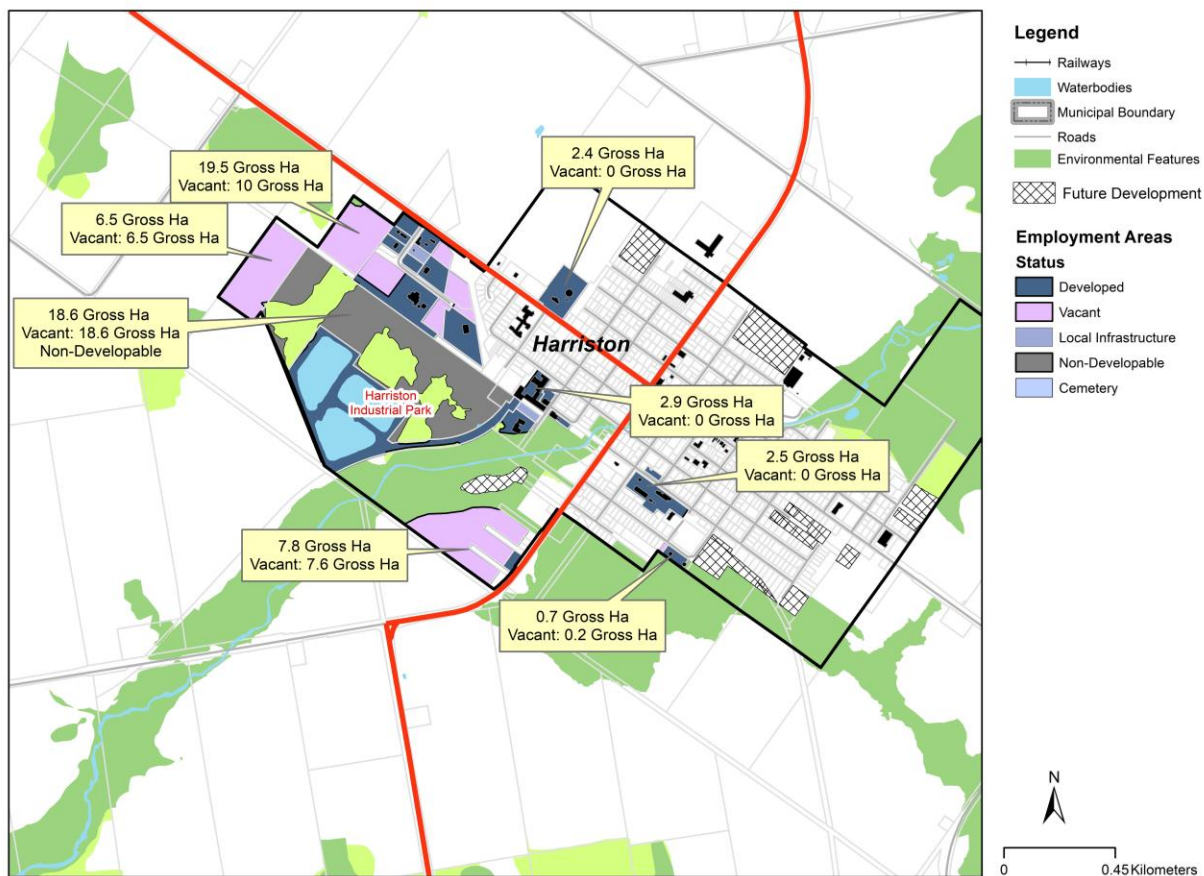 19.5 Gross Ha
Vacant: 10 Gross Ha
2.4 Gross Ha
Vacant: 0 Gross Ha
6.5 Gross Ha
Vacant: 6.5 Gross Ha
18.6 Gross Ha
Vacant: 18.6 Gross Ha
Non-Developable
Harriston
Harriston
Industrial Park
2.9 Gross Ha
Vacant: 0 Gross Ha
2.5 Gross Ha
Vacant: 0 Gross Ha
7.8 Gross Ha
Vacant: 7.6 Gross Ha
0.7 Gross Ha
Vacant: 0.2 Gross Ha
Legend
Railways
Waterbodies
Municipal Boundary
Roads
Environmental Features
Future Development
Employment Areas
Status
Developed
Vacant
Local Infrastructure
Non-Developable
Cemetery
N
0 0.45 Kilometers